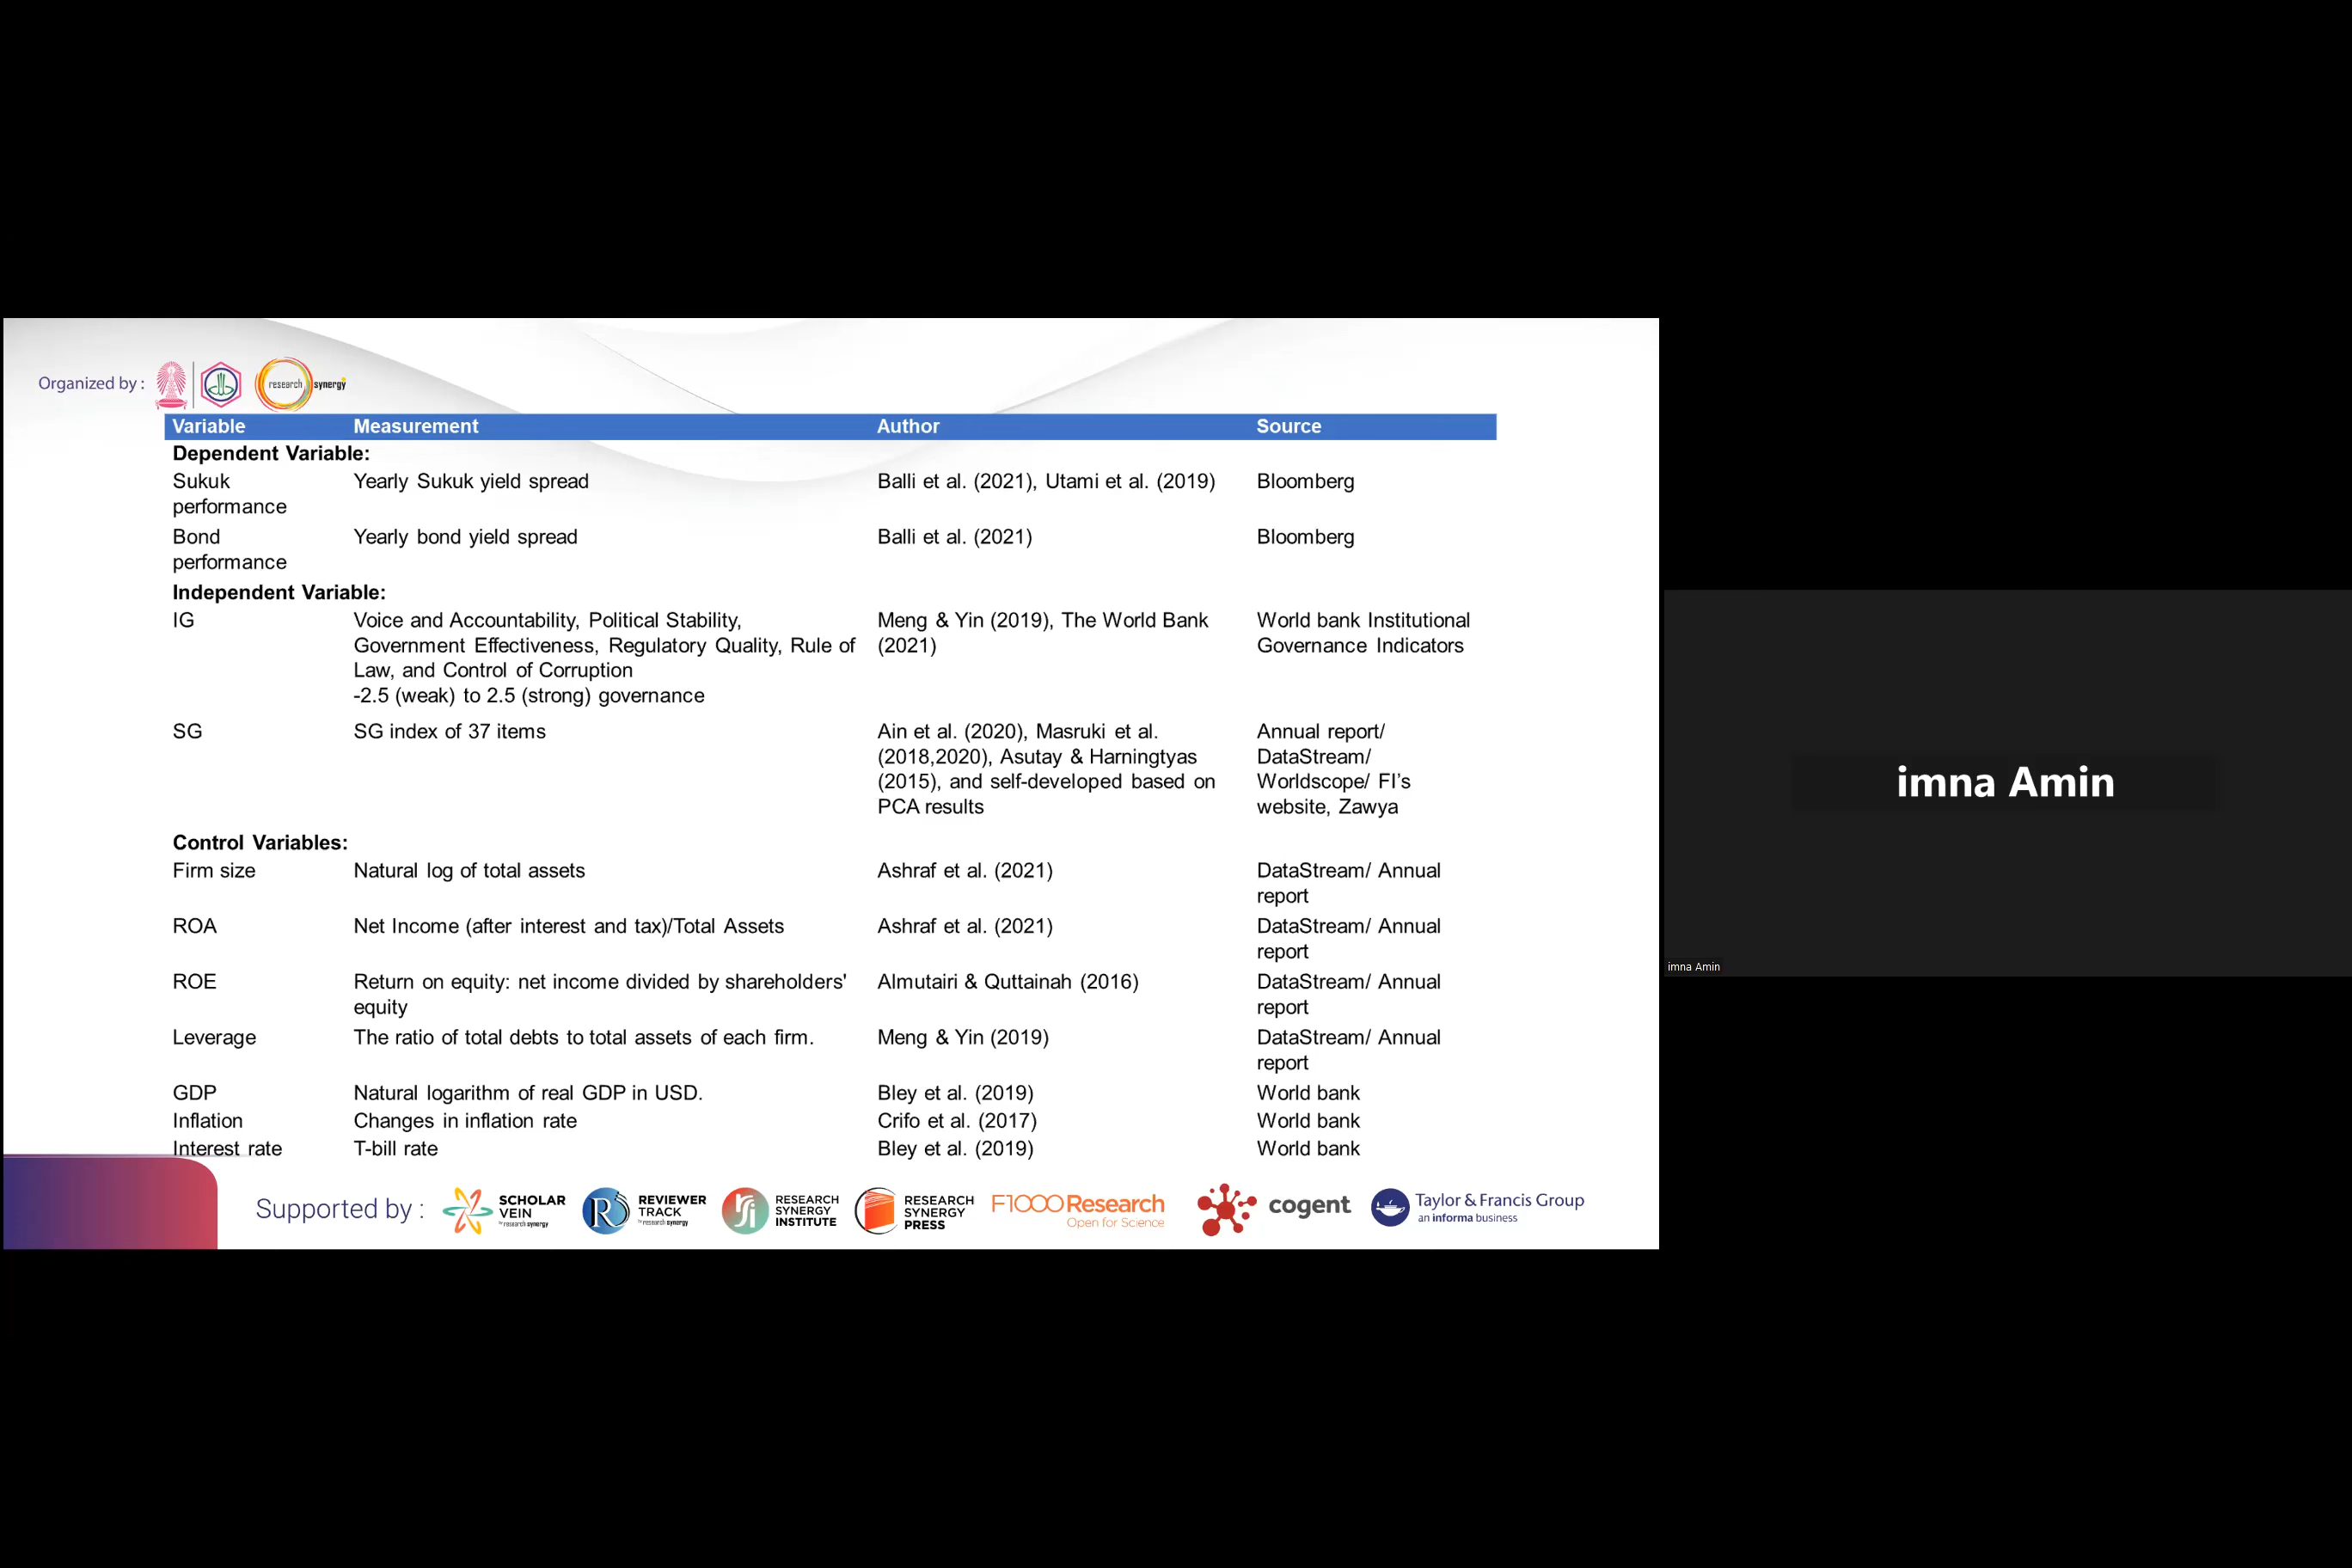 Organized by :
research synergy
Variable Measurement Author Source
Dependent Variable:
Sukuk performance Yearly Sukuk yield spread Balli et al. (2021), Utami et al. (2019) Bloomberg
Bond performance Yearly bond yield spread Balli et al. (2021) Bloomberg
Independent Variable:
IG Voice and Accountability, Political Stability, Meng & Yin (2019), The World Bank World bank Institutional
Government Effectiveness, Regulatory Quality, Rule of (2021) Governance Indicators
Law, and Control of Corruption
-2.5 (weak) to 2.5 (strong) governance
SG SG index of 37 items Ain et al. (2020), Masruki et al. Annual report/
(2018,2020), Asutay & Harningtyas DataStream/
(2015), and self-developed based on Worldscope/ FI's
PCA results website, Zawya
Control Variables:
Firm size Natural log of total assets Ashraf et al. (2021) DataStream/ Annual
report
ROA Net Income (after interest and tax)/Total Assets Ashraf et al. (2021) DataStream/ Annual
report
ROE Return on equity: net income divided by shareholders' Almutairi & Quttainah (2016) DataStream/ Annual
equity report
Leverage The ratio of total debts to total assets of each firm. Meng & Yin (2019) DataStream/ Annual
report
GDP Natural logarithm of real GDP in USD. Bley et al. (2019) World bank
Inflation Changes in inflation rate Crifo et al. (2017) World bank
Interest rate T-bill rate Bley et al. (2019) World bank
Supported by :
SCHOLAR VEIN by research synergy
REVIEWER TRACK by research synergy
RESEARCH SYNERGY INSTITUTE
RESEARCH SYNERGY PRESS
F1000Research
Open for Science
cogent
Taylor & Francis Group
an informa business
imna Amin
imna Amin